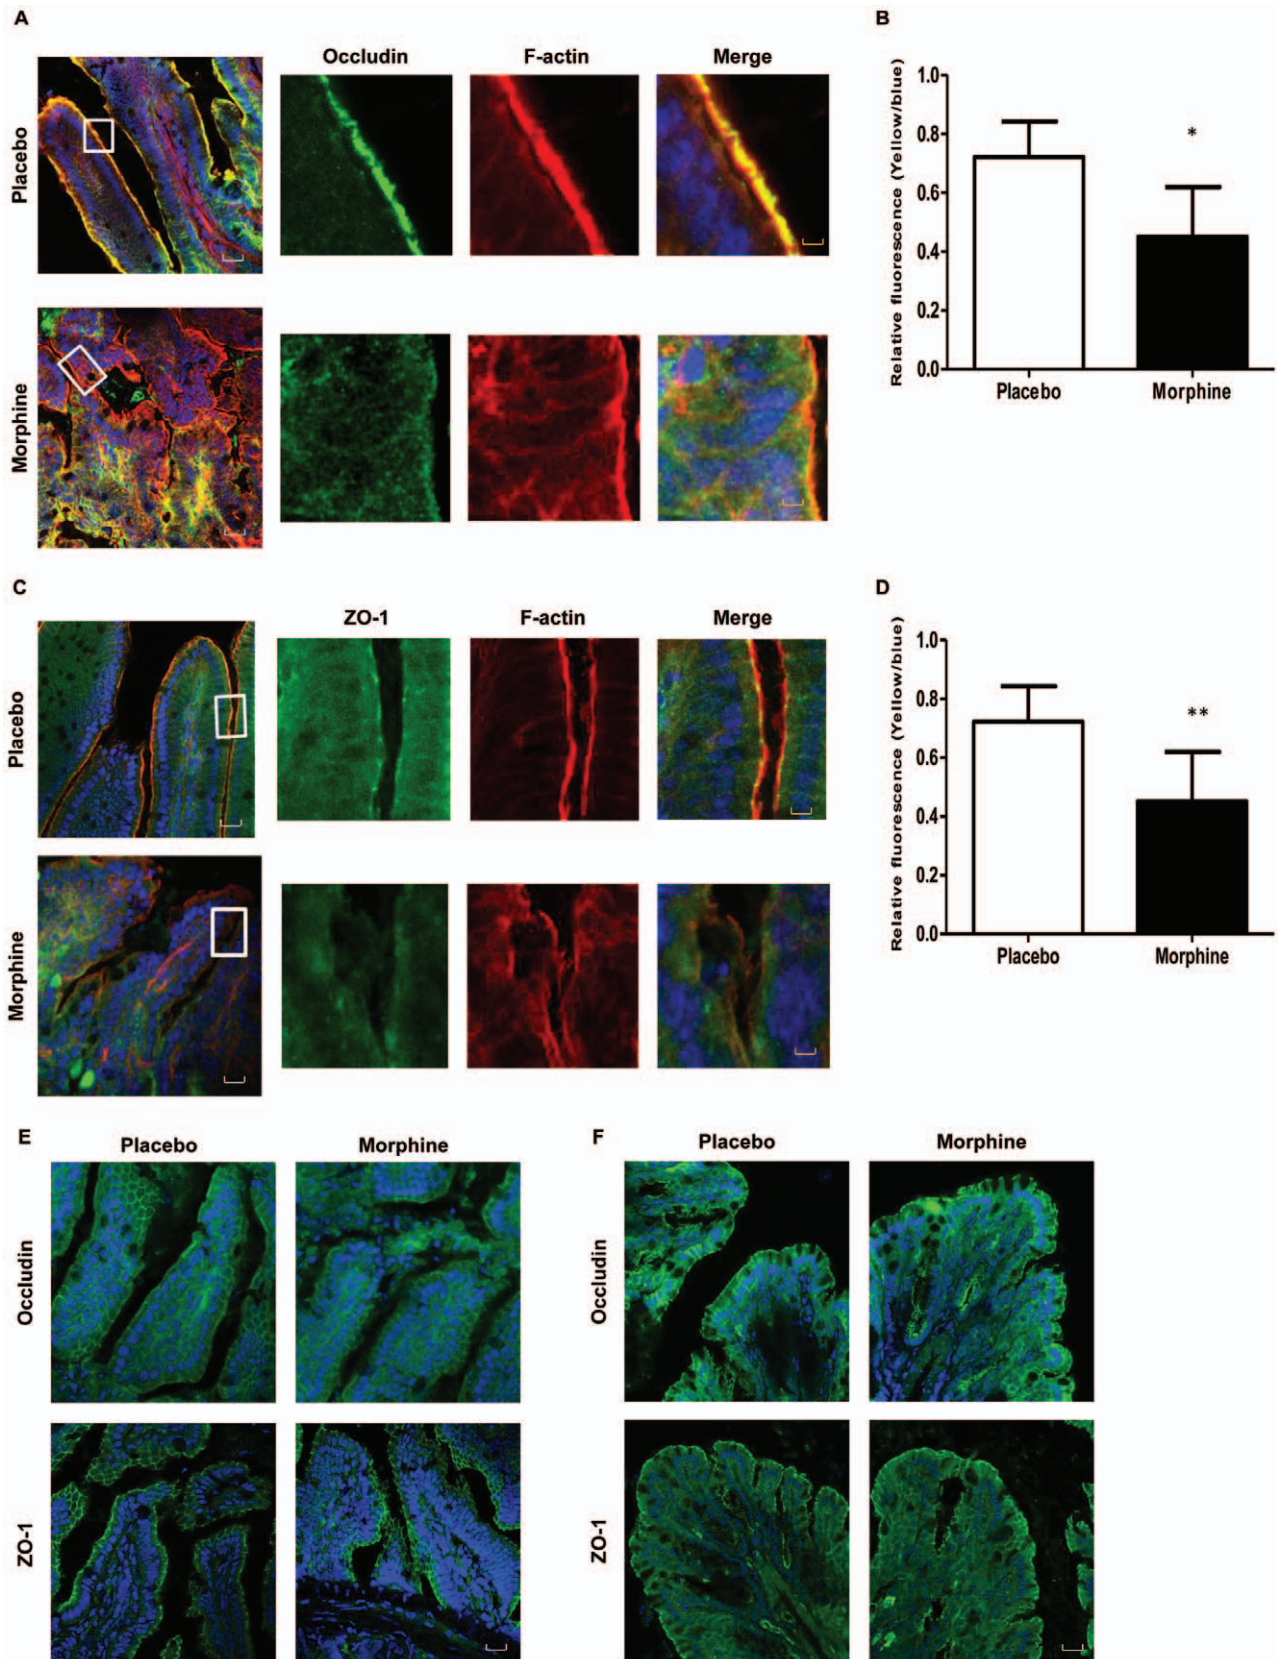 A
Occludin F-actin Merge
Placebo
Morphine
B
Relative fluorescence (Yellow/blue)
1.0
0.8
0.6
0.4
0.2
0.0
*
Placebo Morphine
C
ZO-1 F-actin Merge
Placebo
Morphine
D
Relative fluorescence (Yellow/blue)
1.0
0.8
0.6
0.4
0.2
0.0
**
Placebo Morphine
E
Placebo Morphine
Occludin
ZO-1
F
Placebo Morphine
Occludin
ZO-1